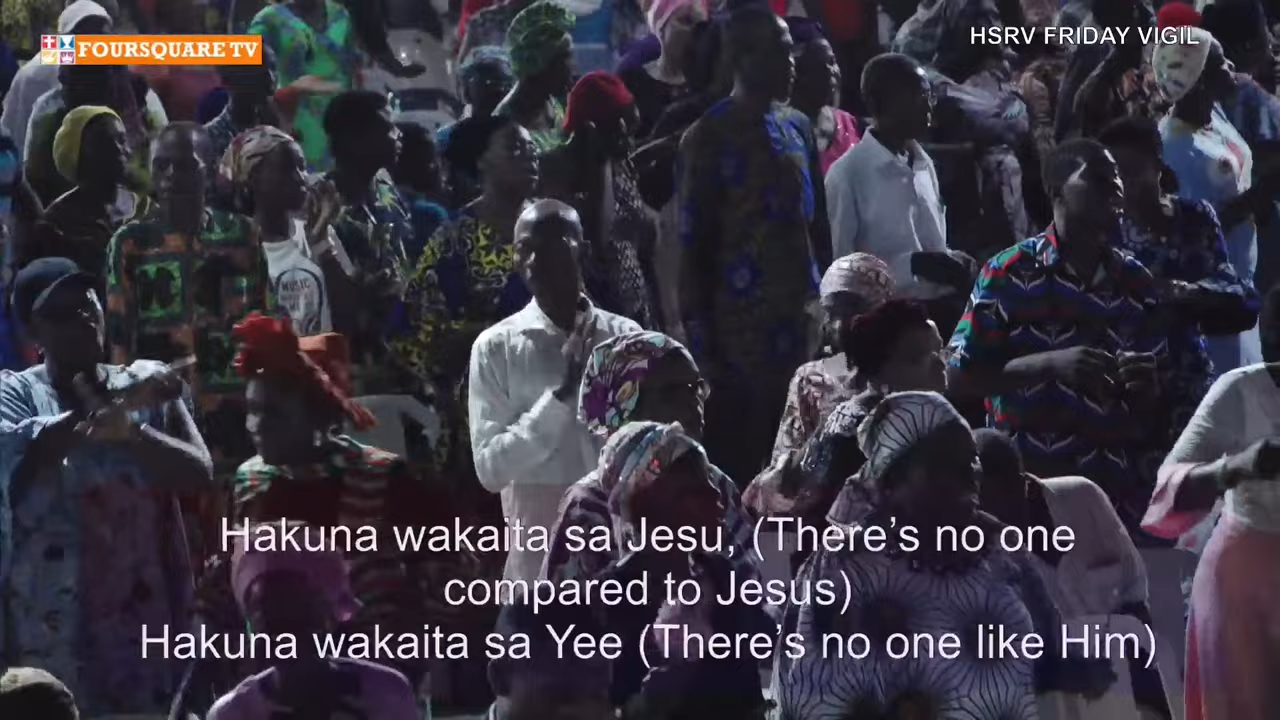 FOURSQUARE TV
HSRV FRIDAY VIGIL
MUSIC
Hakuna wakaita sa Jesu, (There’s no one
compared to Jesus)
Hakuna wakaita sa Yee (There’s no one like Him)